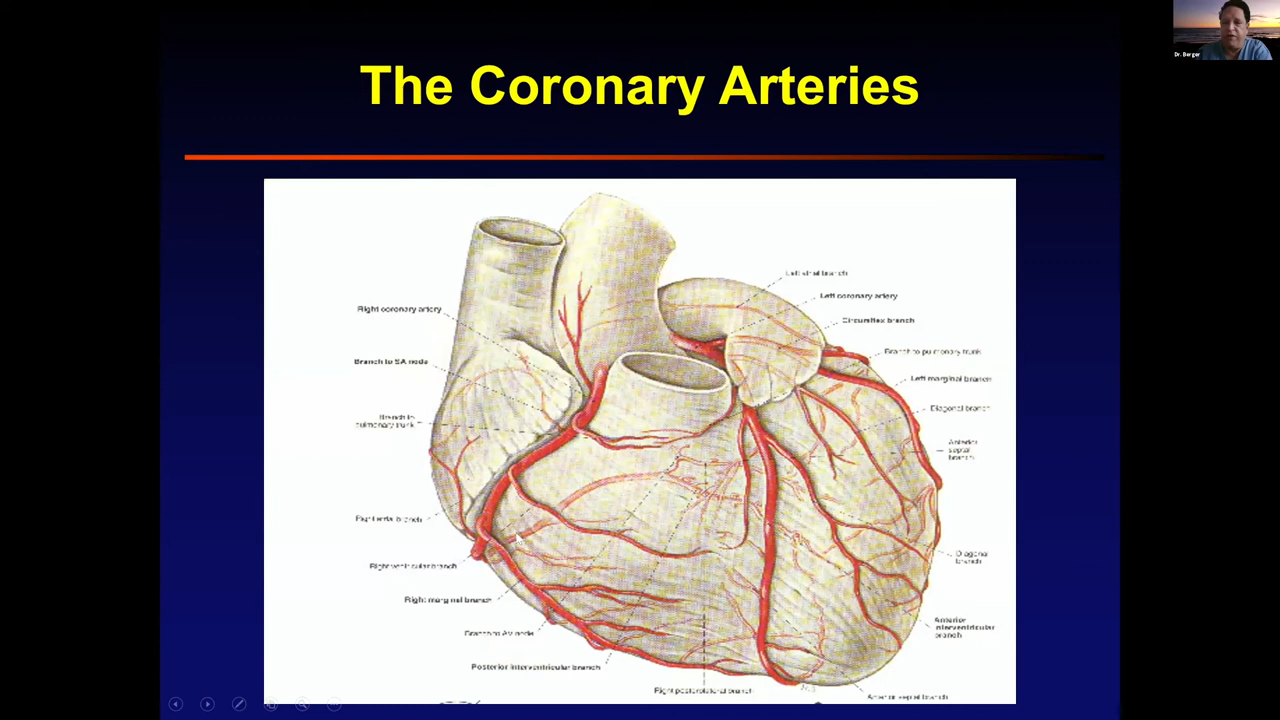 Dr. Berger
The Coronary Arteries
Left atrial branch
Left coronary artery
Right coronary artery
Circumflex branch
Branch to pulmonary trunk
Branch to SA node
Left marginal branch
Diagonal branch
Branch to
pulmonary trunk
Anterior
septal
branch
Right atrial branch
Diagonal
branch
Right ventricular branch
Right marginal branch
Anterior
interventricular
branch
Branch to AV node
Posterior interventricular branch
Right posterolateral branch
Anterior septal branch